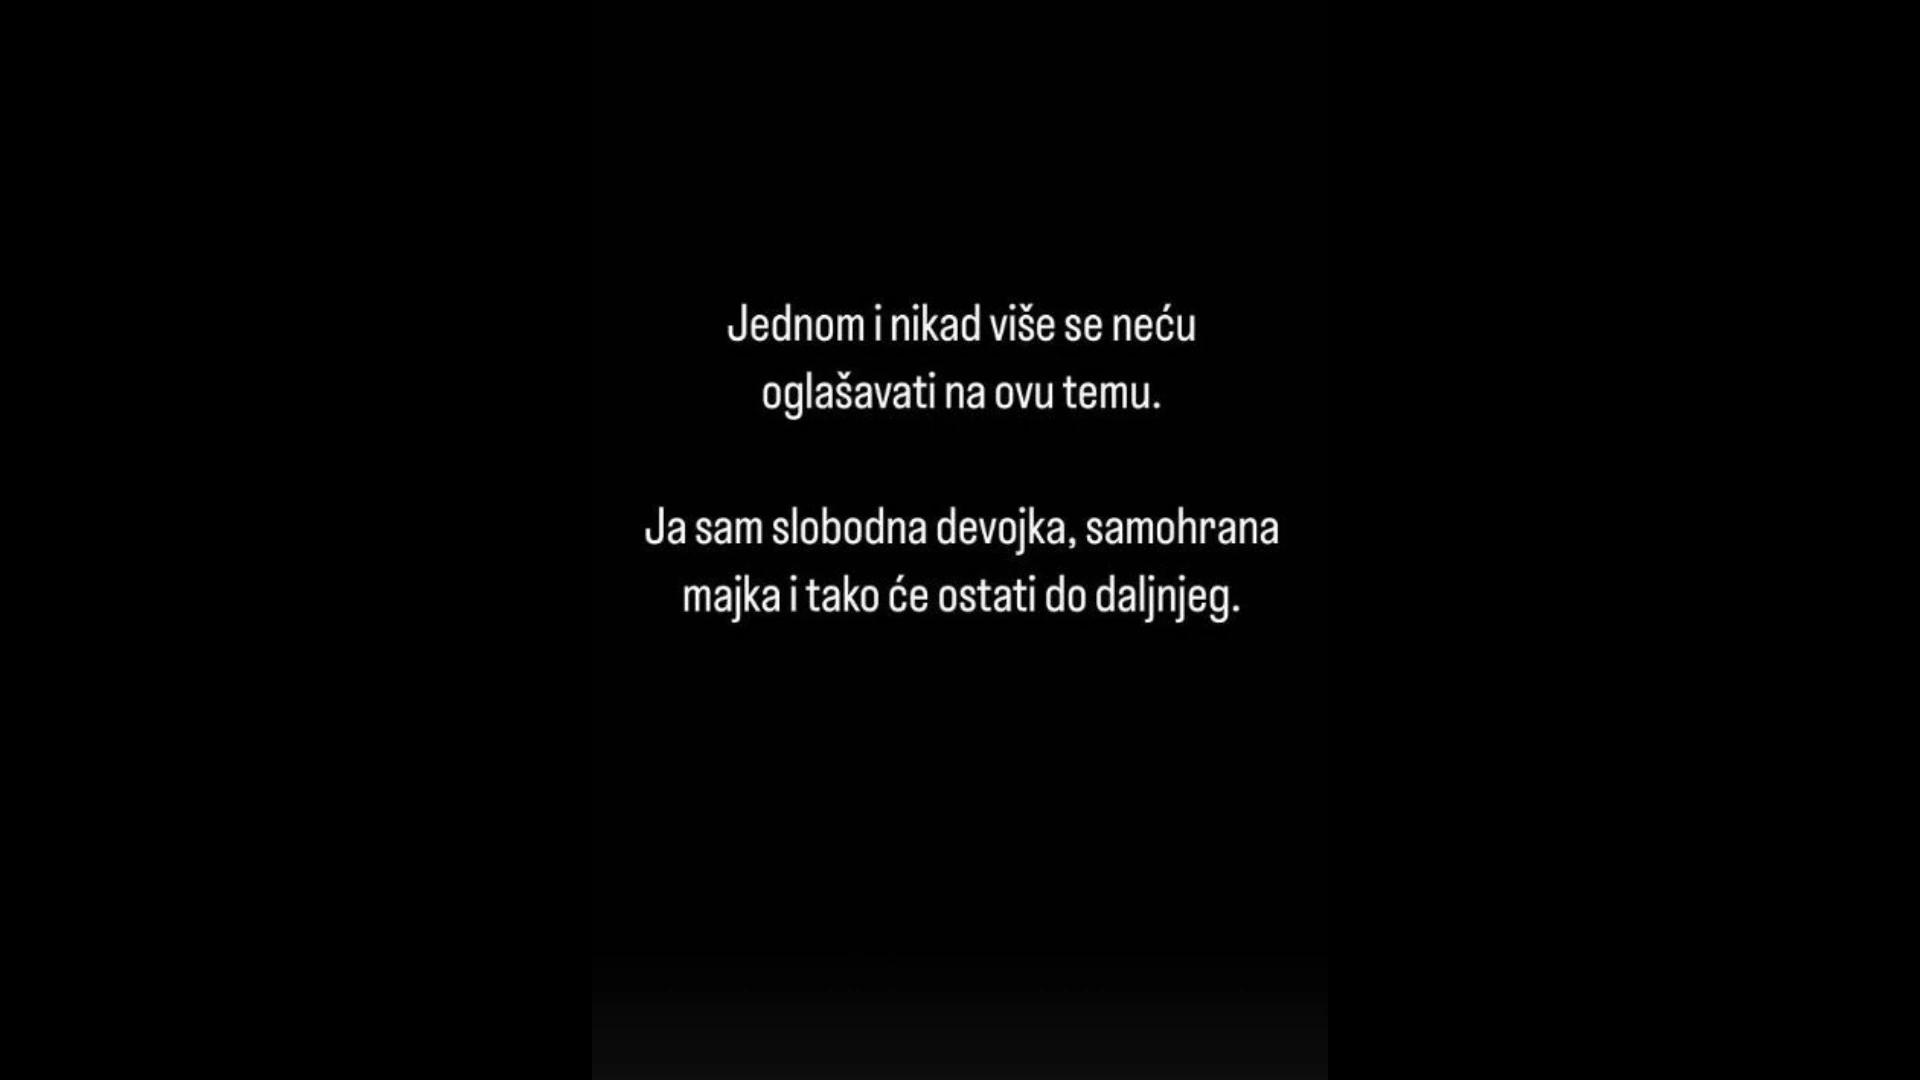 Jednom i nikad više se neću
oglašavati na ovu temu.
Ja sam slobodna devojka, samohrana
majka i tako će ostati do daljnjeg.